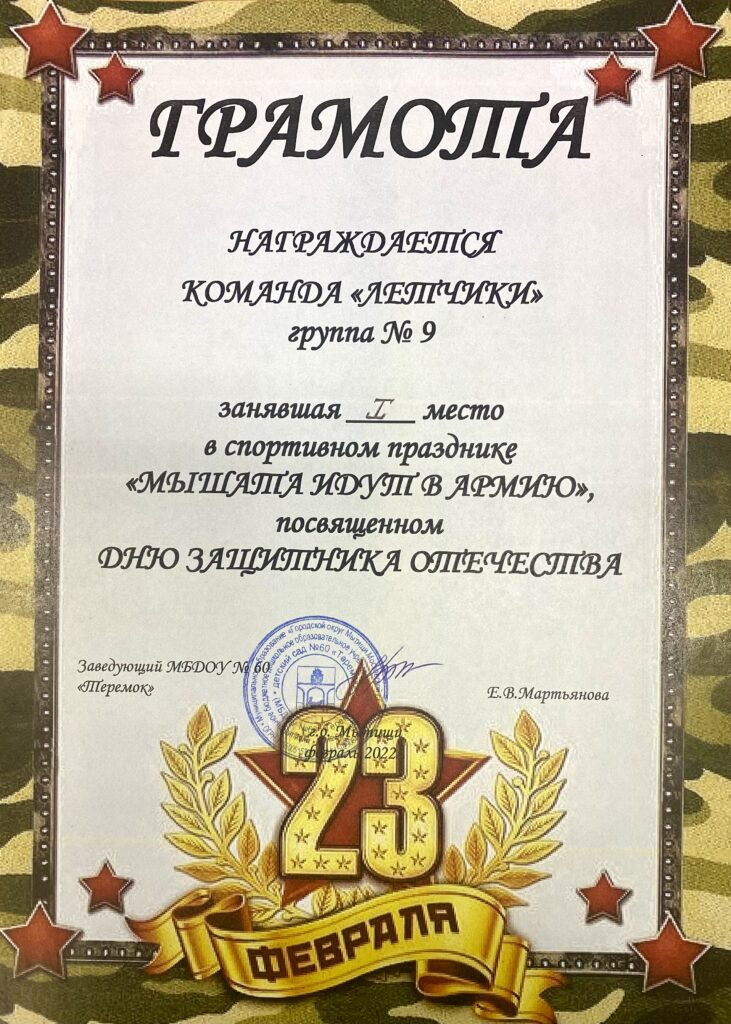 ГРАМОТА
НАГРАЖДАЕТСЯ
КОМАНДА «ЛЕТЧИКИ»
группа № 9
занявшая I место
в спортивном празднике
«МЫШАТА ИДУТ В АРМИЮ»,
посвященном
ДНЮ ЗАЩИТНИКА ОТЕЧЕСТВА
Заведующий МБДОУ № 60
«Теремок»
Е.В.Мартьянова
г.о. Мытищи
февраль 2022
23
ФЕВРАЛЯ